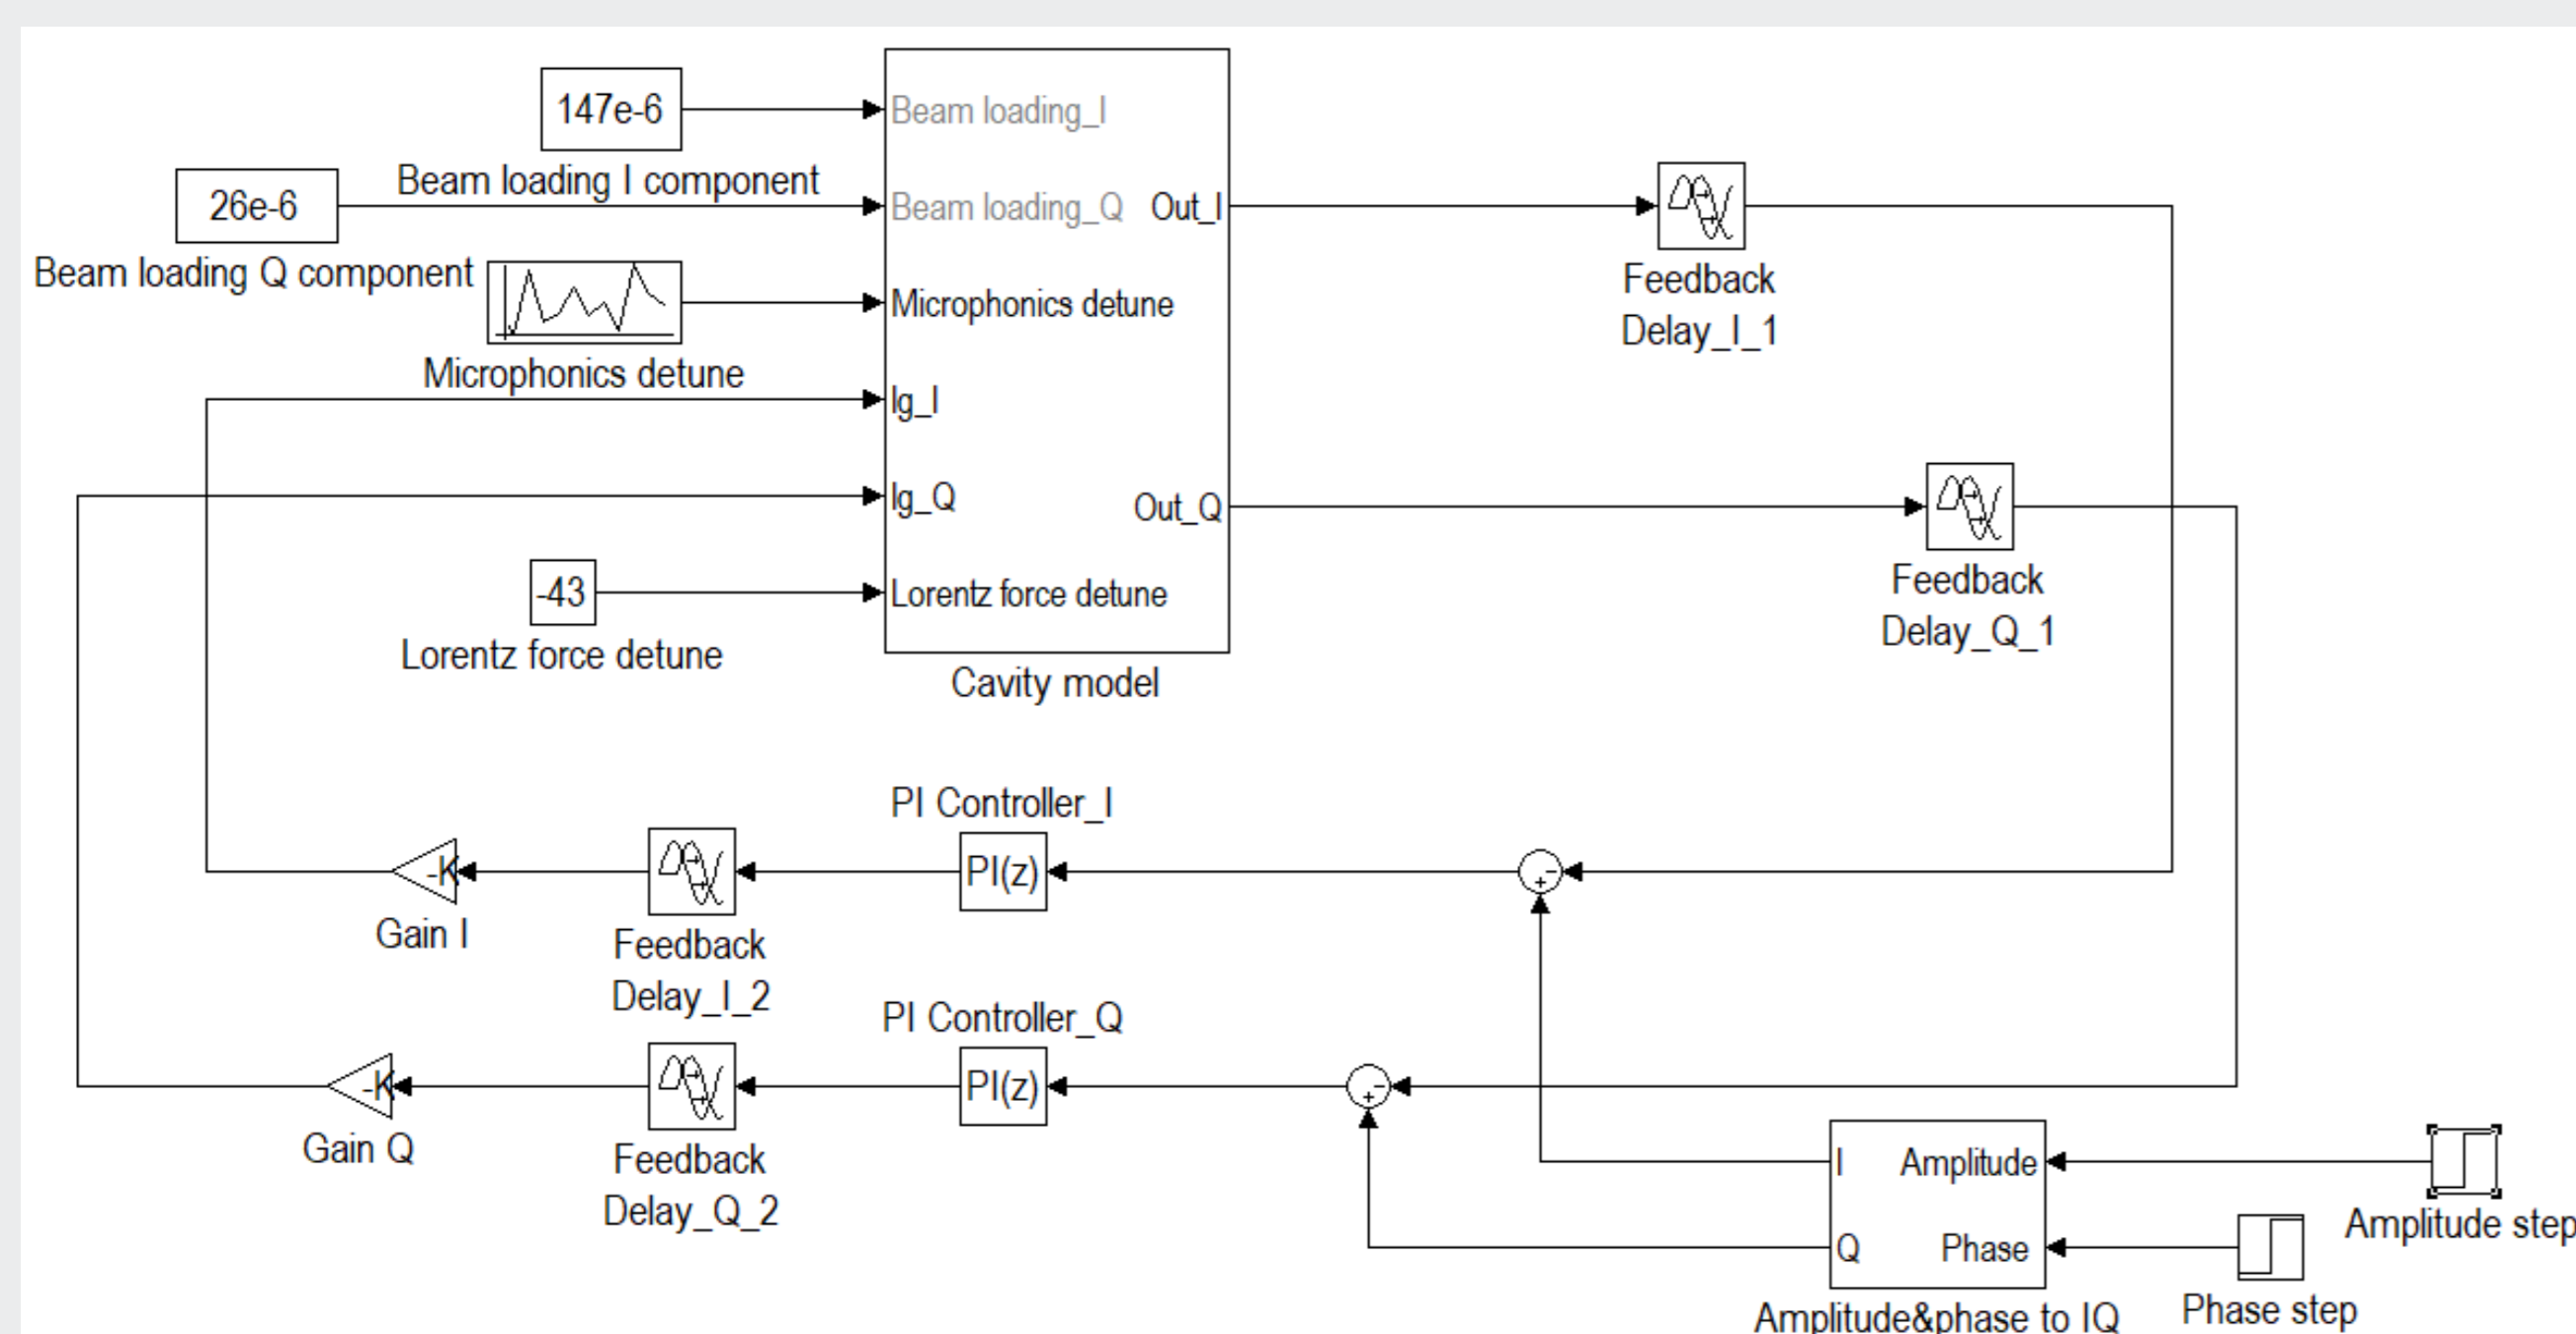 147e-6
Beam loading I component
26e-6
Beam loading Q component
Microphonics detune
-43
Lorentz force detune
Beam loading_I
Beam loading_Q
Out_I
Microphonics detune
Ig_I
Ig_Q
Out_Q
Lorentz force detune
Cavity model
Feedback
Delay_I_1
Feedback
Delay_Q_1
PI Controller_I
-K
PI(z)
-
+
Gain I
Feedback
Delay_I_2
PI Controller_Q
-K
PI(z)
-
+
Gain Q
Feedback
Delay_Q_2
I
Amplitude
Q
Phase
Amplitude step
Phase step
Amplitude&phase to IQ